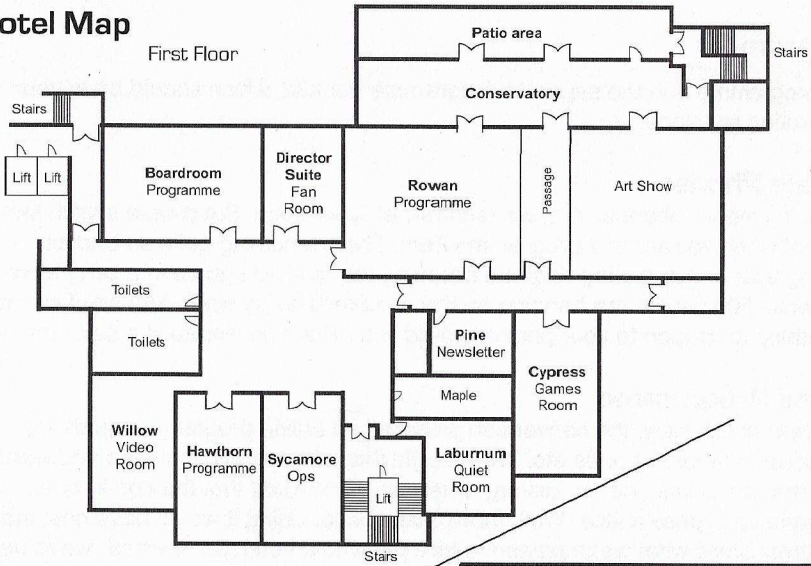 otel Map
First Floor
Patio area
Stairs
Conservatory
Stairs
Lift
Lift
Boardroom
Programme
Director
Suite
Fan
Room
Rowan
Programme
Passage
Art Show
Toilets
Toilets
Pine
Newsletter
Maple
Cypress
Games
Room
Willow
Video
Room
Hawthorn
Programme
Sycamore
Ops
Lift
Laburnum
Quiet
Room
Stairs